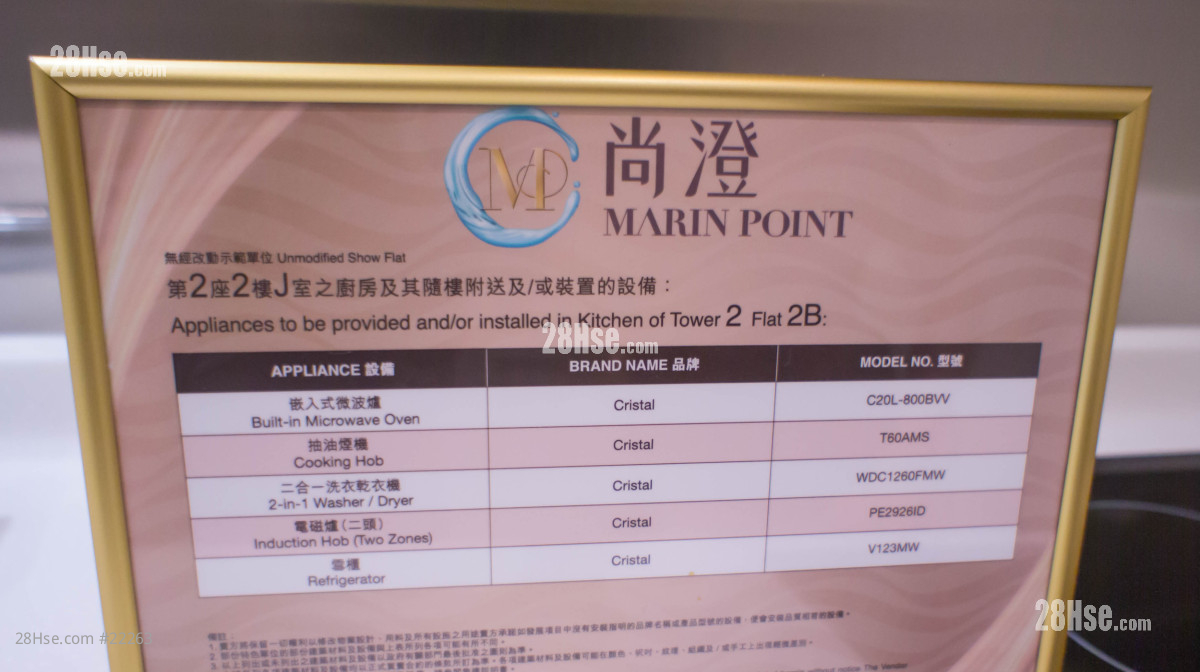 28Hse.com
MP
尚澄
MARIN POINT
無經改動示範單位 Unmodified Show Flat
第2座2樓J室之廚房及其隨樓附送及/或裝置的設備：
Appliances to be provided and/or installed in Kitchen of Tower 2 Flat 2B:
28Hse.com
APPLIANCE 設備 BRAND NAME 品牌 MODEL NO. 型號
嵌入式微波爐
Built-in Microwave Oven Cristal C20L-800BVV
抽油煙機
Cooking Hob Cristal T60AMS
二合一洗衣乾衣機
2-in-1 Washer / Dryer Cristal WDC1260FMW
電磁爐（二頭）
Induction Hob (Two Zones) Cristal PE2926ID
雪櫃
Refrigerator Cristal V123MW
備註：
28Hse.com
28Hse.com